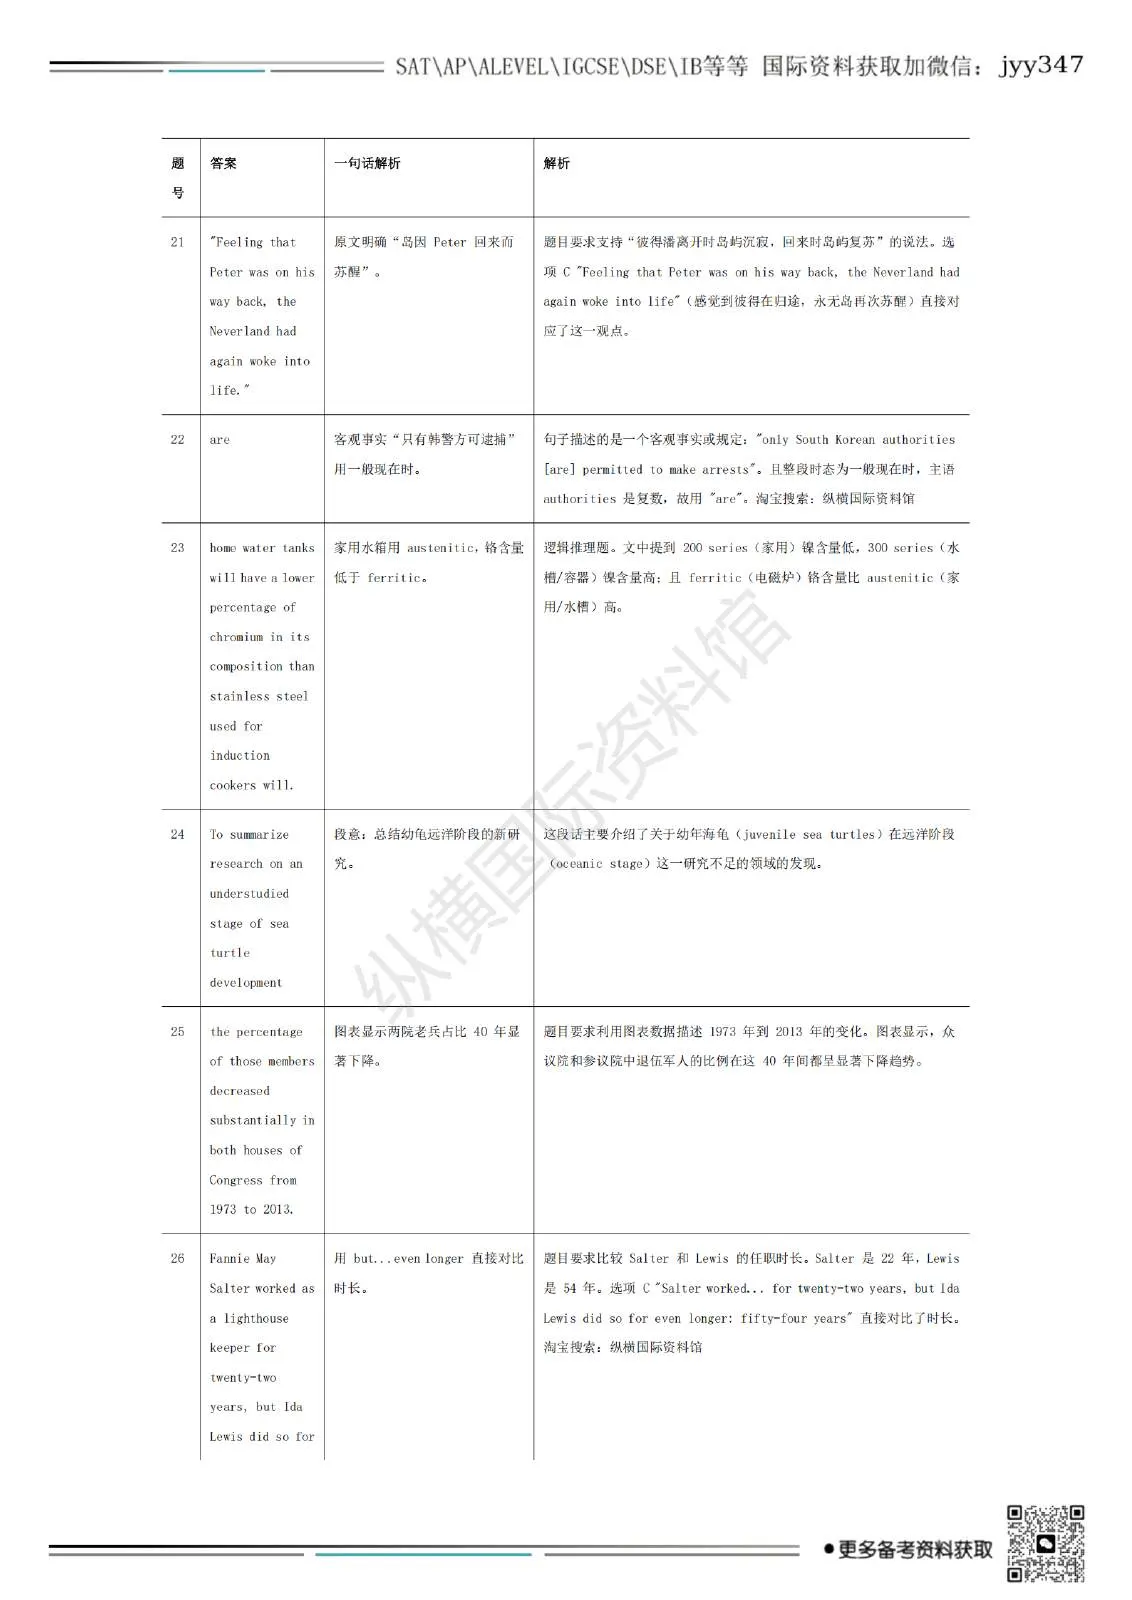 SAT\AP\ALEVEL\IGCSE\DSE\IB等等 国际资料获取加微信: jyy347
题
号
答案
一句话解析
解析
21
"Feeling that
Peter was on his
way back, the
Neverland had
again woke into
life."
原文明确“岛因 Peter 回来而
苏醒”。
题目要求支持“彼得潘离开时岛屿沉寂，回来时岛屿复苏”的说法。选
项 C "Feeling that Peter was on his way back, the Neverland had
again woke into life"（感觉到彼得在归途，永无岛再次苏醒）直接对
应了这一观点。
22
are
客观事实“只有韩警方可逮捕”
用一般现在时。
句子描述的是一个客观事实或规定："only South Korean authorities
[are] permitted to make arrests"。且整段时态为一般现在时，主语
authorities 是复数，故用 "are"。淘宝搜索：纵横国际资料馆
23
home water tanks
will have a lower
percentage of
chromium in its
composition than
stainless steel
used for
induction
cookers will.
家用水箱用 austenitic，铬含量
低于 ferritic。
逻辑推理题。文中提到 200 series（家用）镍含量低，300 series（水
槽/容器）镍含量高；且 ferritic（电磁炉）铬含量比 austenitic（家
用/水槽）高。
24
To summarize
research on an
understudied
stage of sea
turtle
development
段意：总结幼龟远洋阶段的新研
究。
这段话主要介绍了关于幼年海龟（juvenile sea turtles）在远洋阶段
（oceanic stage）这一研究不足的领域的发现。
25
the percentage
of those members
decreased
substantially in
both houses of
Congress from
1973 to 2013.
图表显示两院老兵占比 40 年显
著下降。
题目要求利用图表数据描述 1973 年到 2013 年的变化。图表显示，众
议院和参议院中退伍军人的比例在这 40 年间都呈显著下降趋势。
26
Fannie May
Salter worked as
a lighthouse
keeper for
twenty-two
years, but Ida
Lewis did so for
用 but...even longer 直接对比
时长。
题目要求比较 Salter 和 Lewis 的任职时长。Salter 是 22 年，Lewis
是 54 年。选项 C "Salter worked... for twenty-two years, but Ida
Lewis did so for even longer: fifty-four years" 直接对比了时长。
淘宝搜索：纵横国际资料馆
纵横国际资料馆
●更多备考资料获取